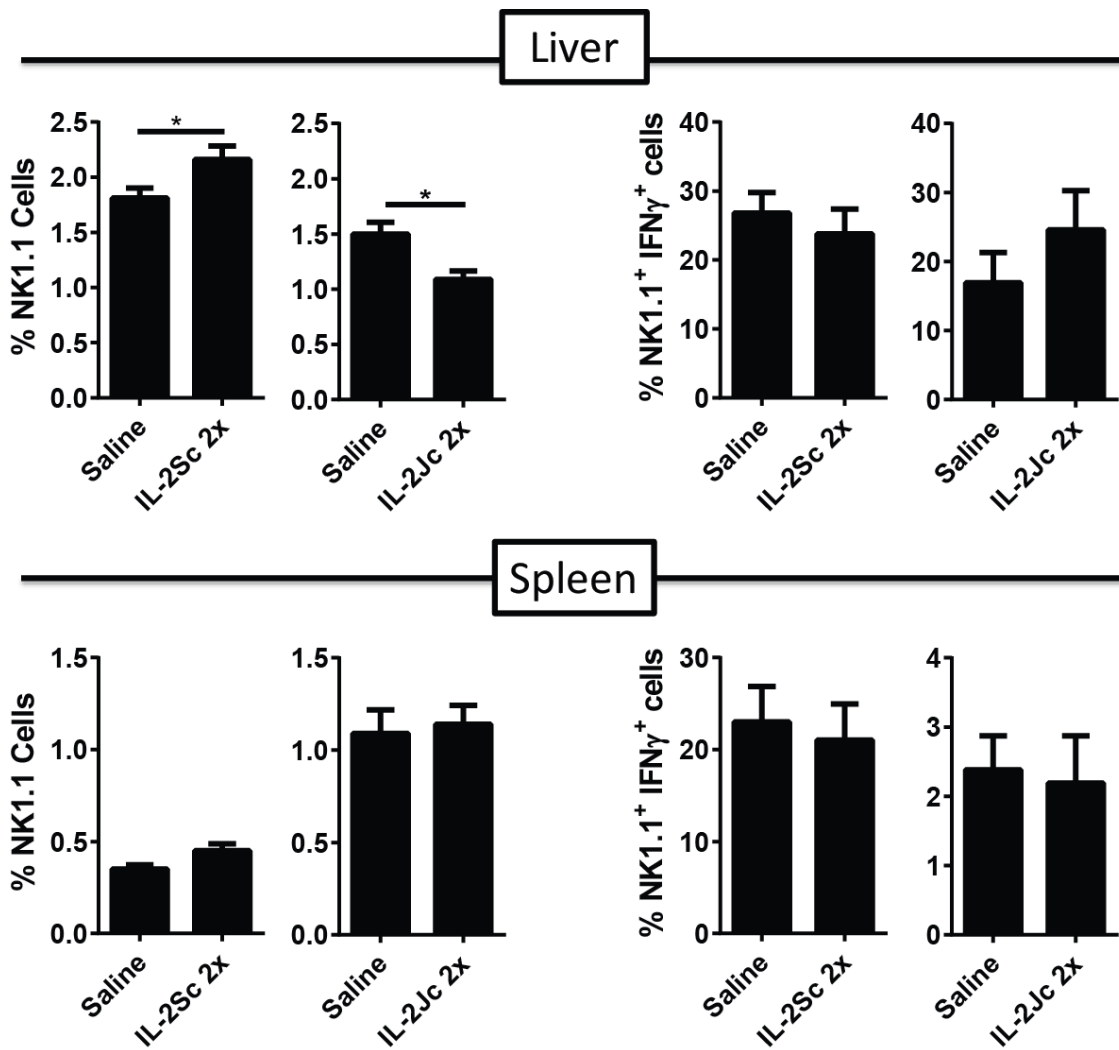 Liver
% NK1.1 Cells
2.5
2.0
1.5
1.0
0.5
0.0
*
Saline
IL-2Sc 2x
2.5
2.0
1.5
1.0
0.5
0.0
*
Saline
IL-2Jc 2x
% NK1.1⁺ IFNγ⁺ cells
40
30
20
10
0
Saline
IL-2Sc 2x
40
30
20
10
0
Saline
IL-2Jc 2x
Spleen
% NK1.1 Cells
1.5
1.0
0.5
0.0
Saline
IL-2Sc 2x
1.5
1.0
0.5
0.0
Saline
IL-2Jc 2x
% NK1.1⁺ IFNγ⁺ cells
30
20
10
0
Saline
IL-2Sc 2x
4
3
2
1
0
Saline
IL-2Jc 2x